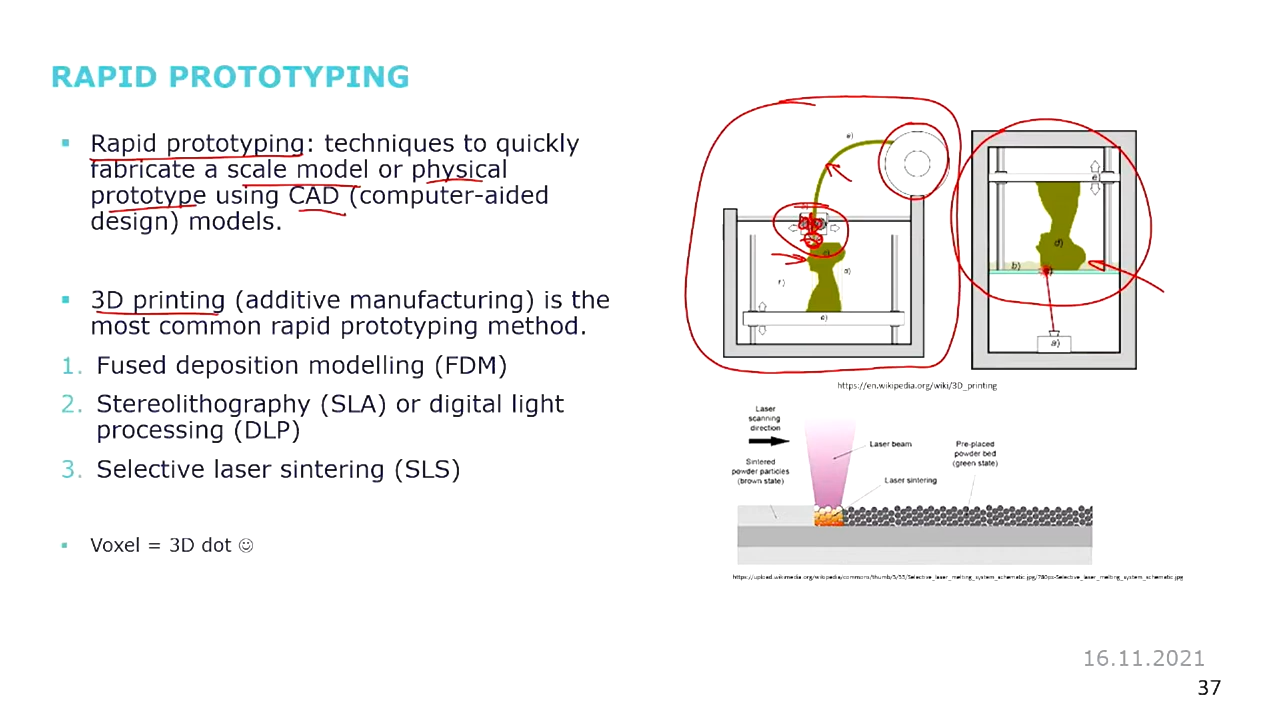 RAPID PROTOTYPING
▪ Rapid prototyping: techniques to quickly
fabricate a scale model or physical
prototype using CAD (computer-aided
design) models.
▪ 3D printing (additive manufacturing) is the
most common rapid prototyping method.
1. Fused deposition modelling (FDM)
2. Stereolithography (SLA) or digital light
processing (DLP)
3. Selective laser sintering (SLS)
▪ Voxel = 3D dot ☺
e)
b)
d)
e)
a)
https://en.wikipedia.org/wiki/3D_printing
Laser
scanning
direction
Laser beam
Pre-placed
powder bed
(green state)
Sintered
powder particles
(brown state)
Laser sintering
16.11.2021
37